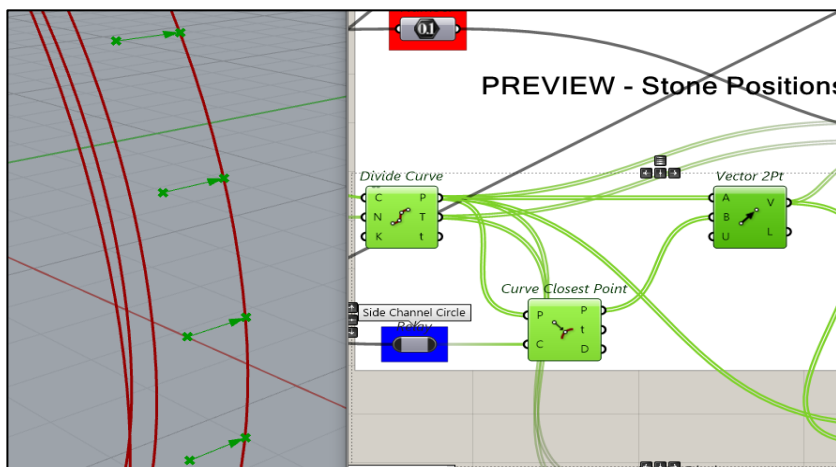 0.1
PREVIEW - Stone Positions
Divide Curve
C P
N T
K t
Vector 2Pt
A V
B
U L
Curve Closest Point
P P
t
C D
Side Channel Circle
Relay